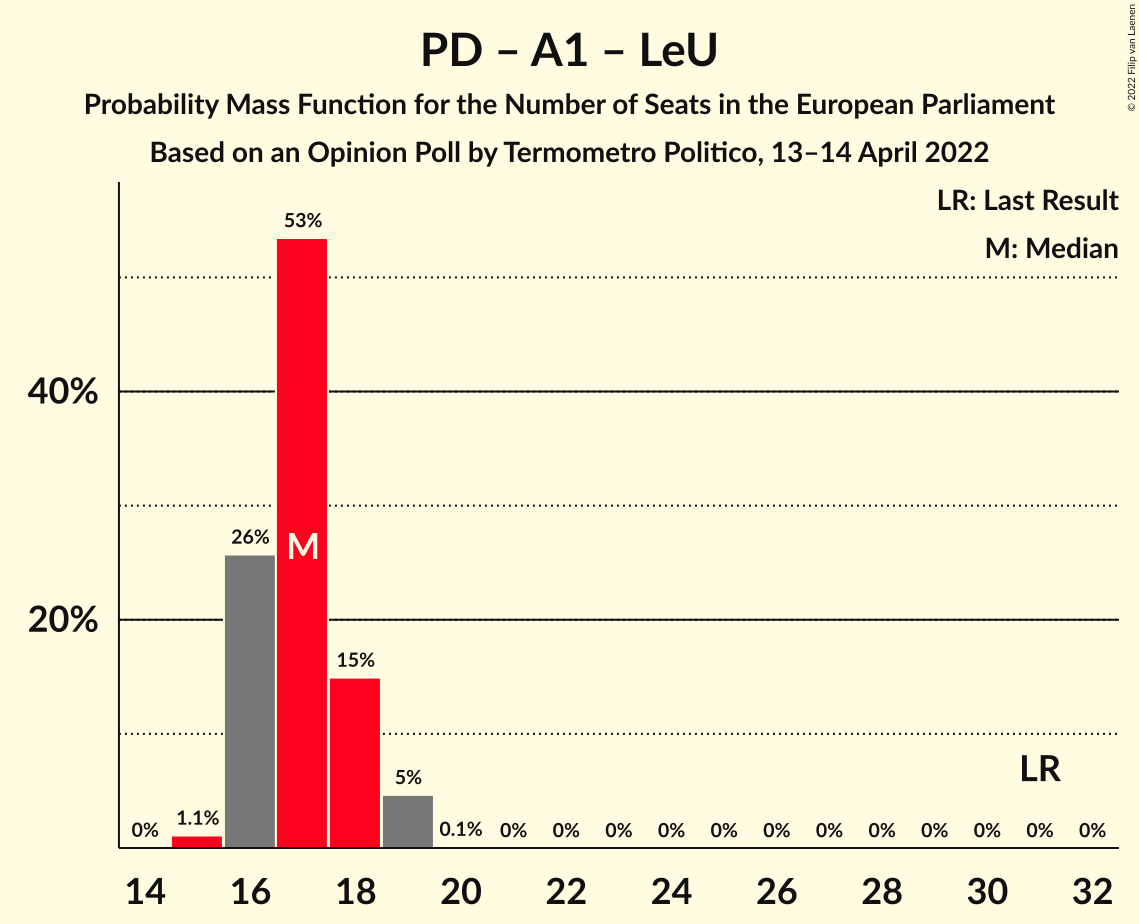 PD – A1 – LeU
Probability Mass Function for the Number of Seats in the European Parliament
Based on an Opinion Poll by Termometro Politico, 13–14 April 2022
© 2022 Filip van Laenen
LR: Last Result
M: Median
53%
40%
26%
M
20%
15%
LR
5%
0% 1.1% 0.1% 0% 0% 0% 0% 0% 0% 0% 0% 0% 0% 0% 0%
14 16 18 20 22 24 26 28 30 32